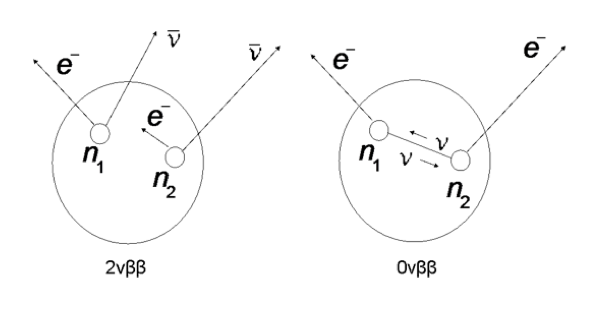 e⁻ ν̅ ν̅
e⁻
n₁
n₂
2νββ
e⁻ e⁻
ν
ν
n₁
n₂
0νββ